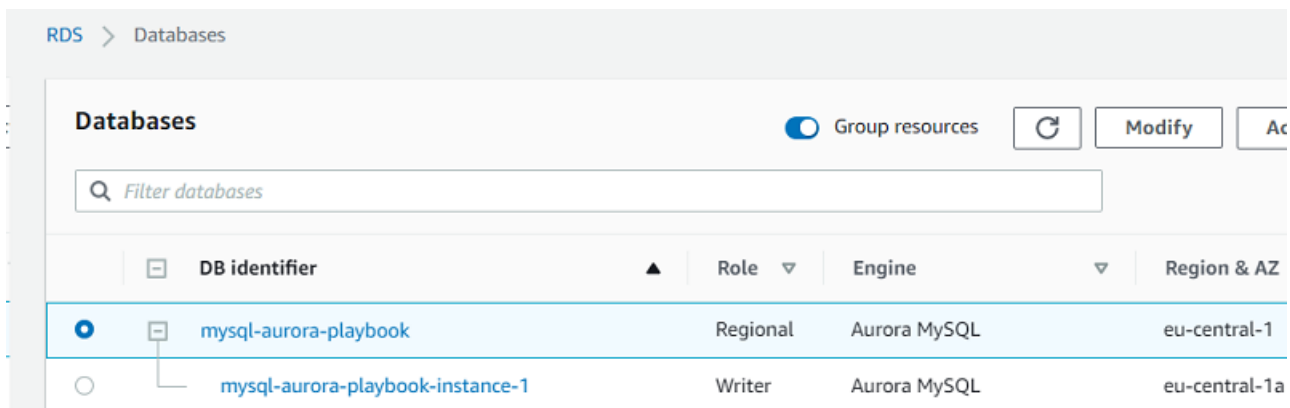 RDS > Databases
Databases Group resources Modify Ac
Filter databases
DB identifier Role Engine Region & AZ
mysql-aurora-playbook Regional Aurora MySQL eu-central-1
mysql-aurora-playbook-instance-1 Writer Aurora MySQL eu-central-1a